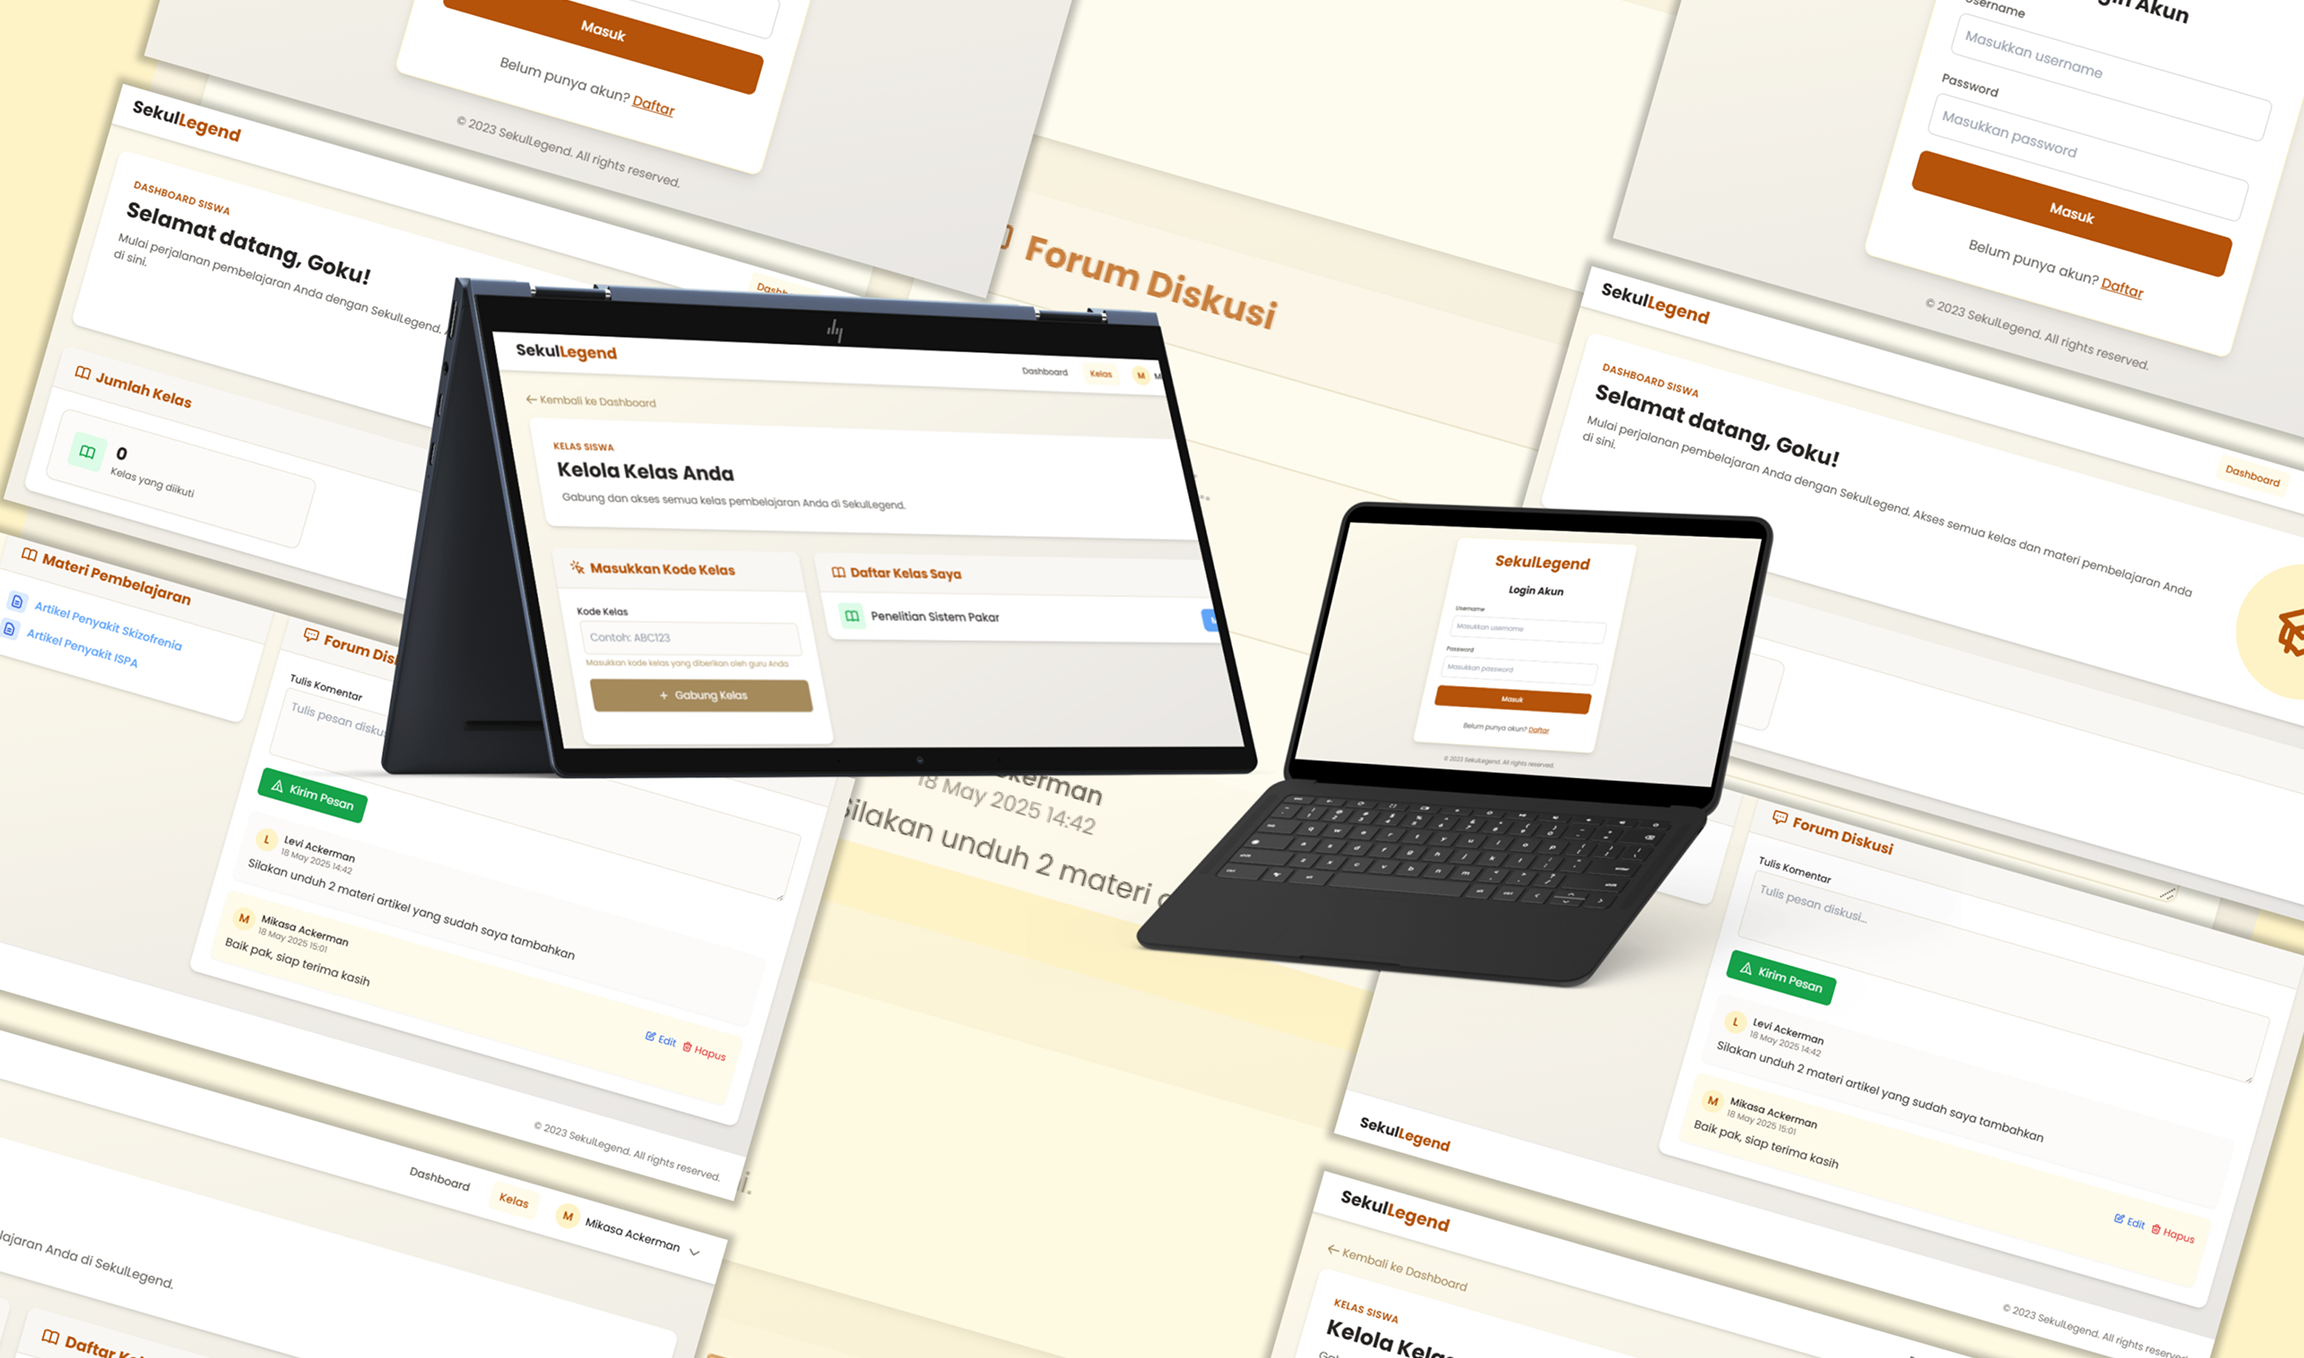 Masuk
Belum punya akun? Daftar
© 2023 SekulLegend. All rights reserved.
SekulLegend
DASHBOARD SISWA
Selamat datang, Goku!
Mulai perjalanan pembelajaran Anda dengan SekulLegend.
di sini.
Jumlah Kelas
0
Kelas yang diikuti
Materi Pembelajaran
Artikel Penyakit Skizofrenia
Artikel Penyakit ISPA
Forum Dis
Tulis Komentar
Tulis pesan disku
Kirim Pesan
L
Levi Ackerman
18 May 2025 14:42
Silakan unduh 2 materi artikel yang sudah saya tambahkan
M
Mikasa Ackerman
18 May 2025 15:01
Baik pak, siap terima kasih
Edit Hapus
© 2023 SekulLegend. All rights reserved.
Dashboard Kelas M Mikasa Ackerman
lajaran Anda di SekulLegend.
Daftar Ke
Forum Diskusi
ckerman
18 May 2025 14:42
Silakan unduh 2 materi
i.
hp
SekulLegend
Dashboard Kelas M M
← Kembali ke Dashboard
KELAS SISWA
Kelola Kelas Anda
Gabung dan akses semua kelas pembelajaran Anda di SekulLegend.
Masukkan Kode Kelas
Kode Kelas
Contoh: ABC123
Masukkan kode kelas yang diberikan oleh guru Anda
+ Gabung Kelas
Daftar Kelas Saya
Penelitian Sistem Pakar
SekulLegend
Login Akun
Username
Masukkan username
Password
Masukkan password
Masuk
Belum punya akun? Daftar
© 2023 SekulLegend. All rights reserved.
gin Akun
Username
Masukkan username
Password
Masukkan password
Masuk
Belum punya akun? Daftar
© 2023 SekulLegend. All rights reserved.
SekulLegend
Dashboard
DASHBOARD SISWA
Selamat datang, Goku!
Mulai perjalanan pembelajaran Anda dengan SekulLegend. Akses semua kelas dan materi pembelajaran Anda
di sini.
Forum Diskusi
Tulis Komentar
Tulis pesan diskusi...
Kirim Pesan
L
Levi Ackerman
18 May 2025 14:42
Silakan unduh 2 materi artikel yang sudah saya tambahkan
M
Mikasa Ackerman
18 May 2025 15:01
Baik pak, siap terima kasih
Edit Hapus
SekulLegend
© 2023 SekulLegend. All rights reserved.
SekulLegend
← Kembali ke Dashboard
KELAS SISWA
Kelola Kelas